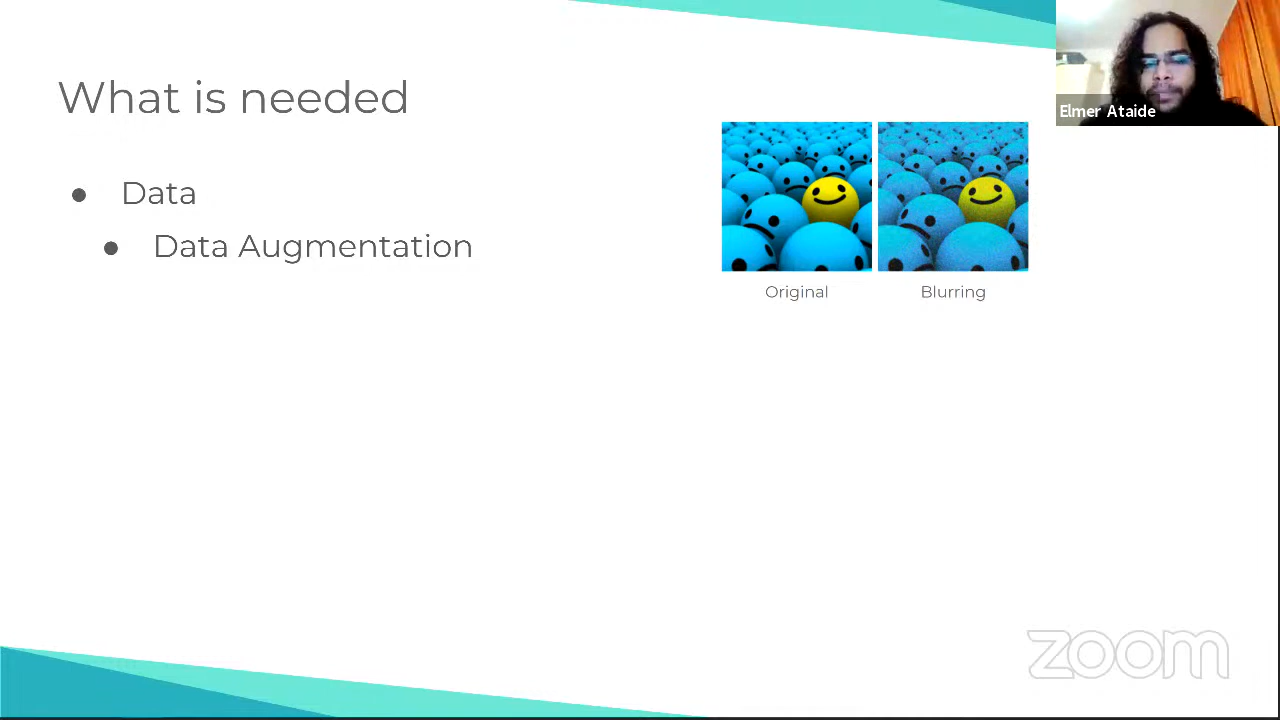 What is needed
Elmer Ataide
● Data
● Data Augmentation
Original
Blurring
zoom